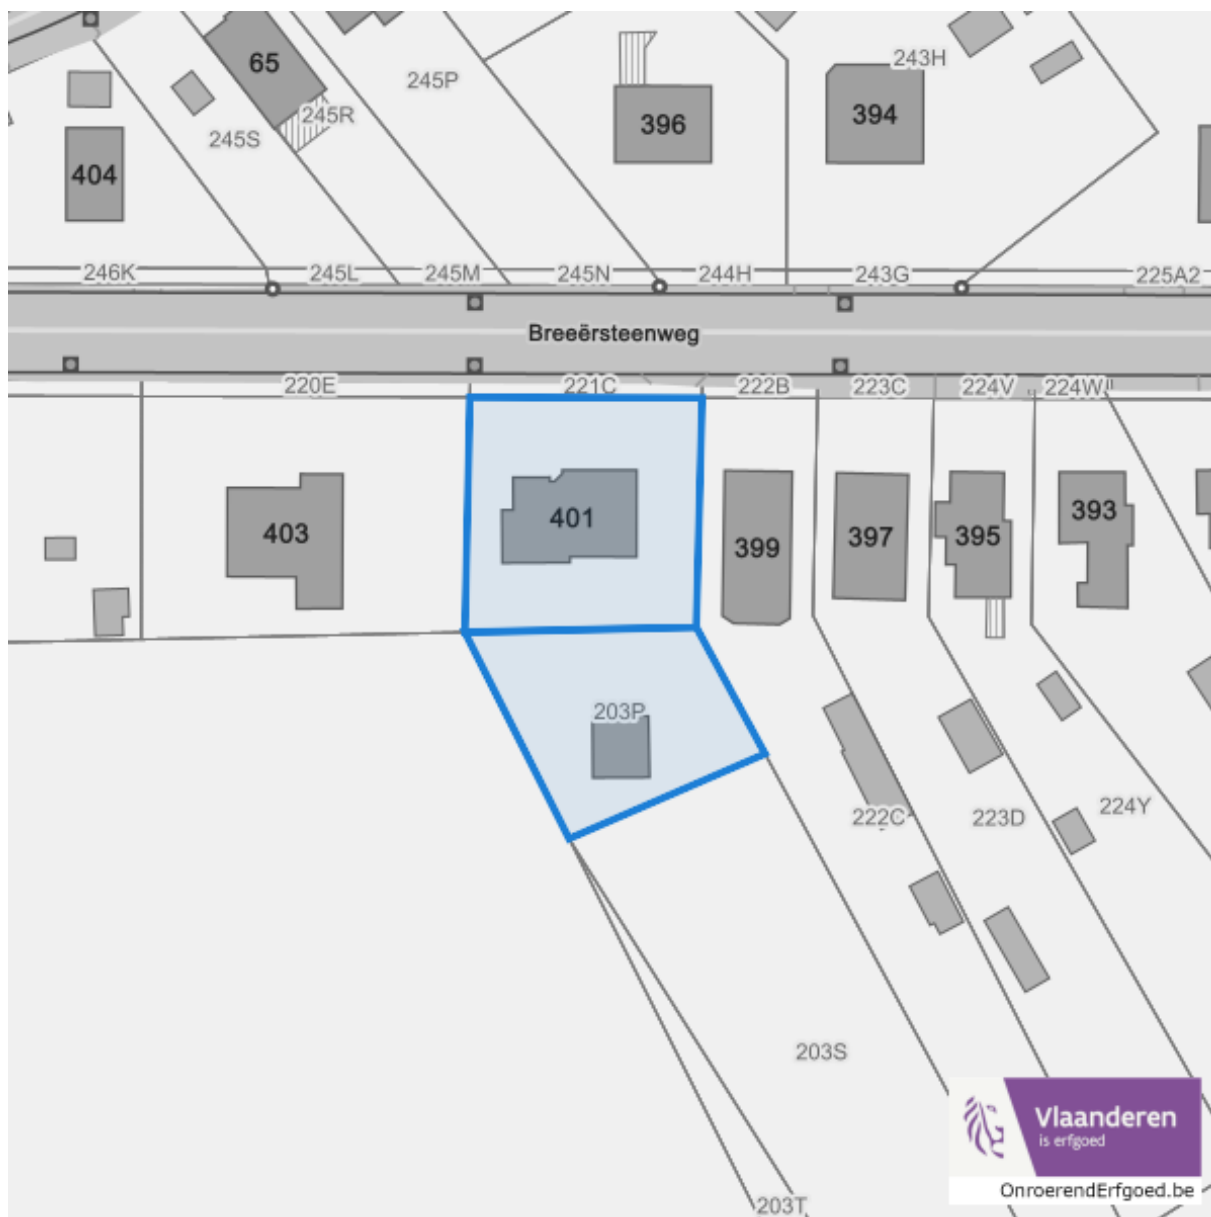 65
243H
245P
245R
396
394
245S
404
246K
245L
245M
245N
244H
243G
225A2
Breeërsteenweg
220E
221C
222B
223C
224V
224W
401
393
403
399
397
395
203P
222C
223D
224Y
203S
Vlaanderen
is erfgoed
OnroerendErfgoed.be
203T